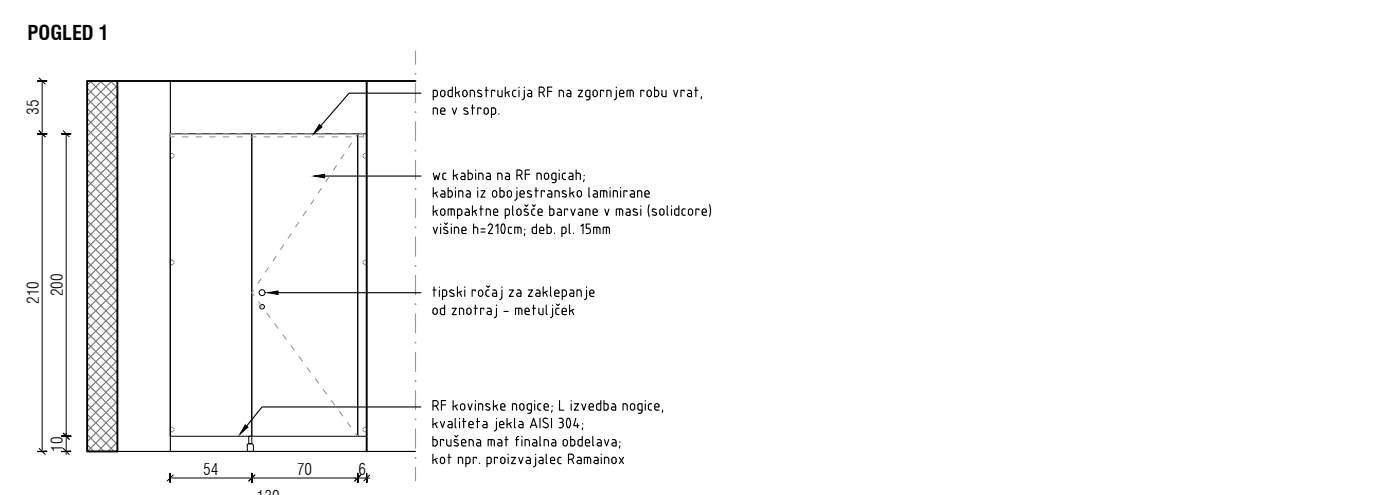 POGLED 1
podkonstrukcija RF na zgornjem robu vrat,
ne v strop.
35
wc kabina na RF nogicah;
kabina iz obojestransko laminirane
kompaktne plošče barvane v masi (solidcore)
višine h=210cm; deb. pl. 15mm
210
200
tipski ročaj za zaklepanje
od znotraj - metuljček
RF kovinske nogice; L izvedba nogice,
kvaliteta jekla AISI 304;
brušena mat finalna obdelava;
kot npr. proizvajalec Ramainox
10
54 70 6